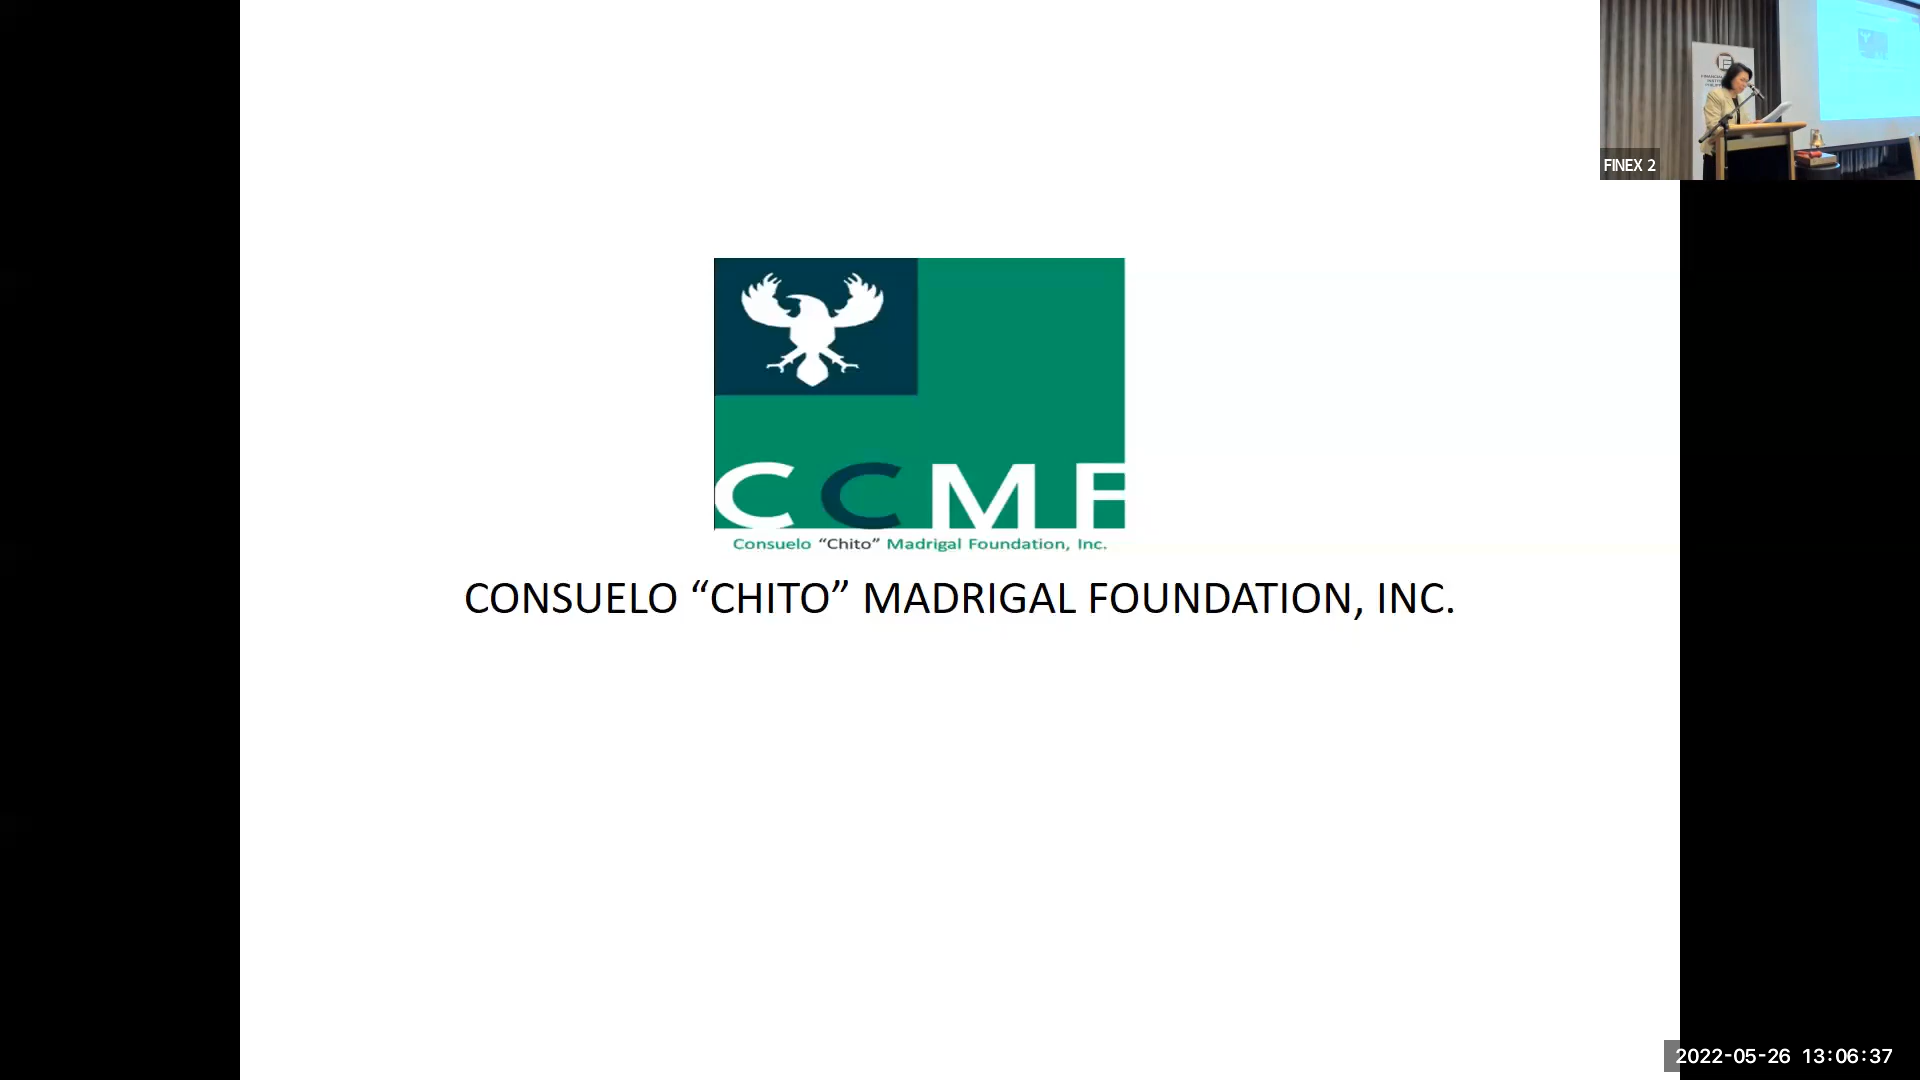 FINEX 2
CCMF
Consuelo “Chito” Madrigal Foundation, Inc.
CONSUELO “CHITO” MADRIGAL FOUNDATION, INC.
2022-05-26 13:06:37